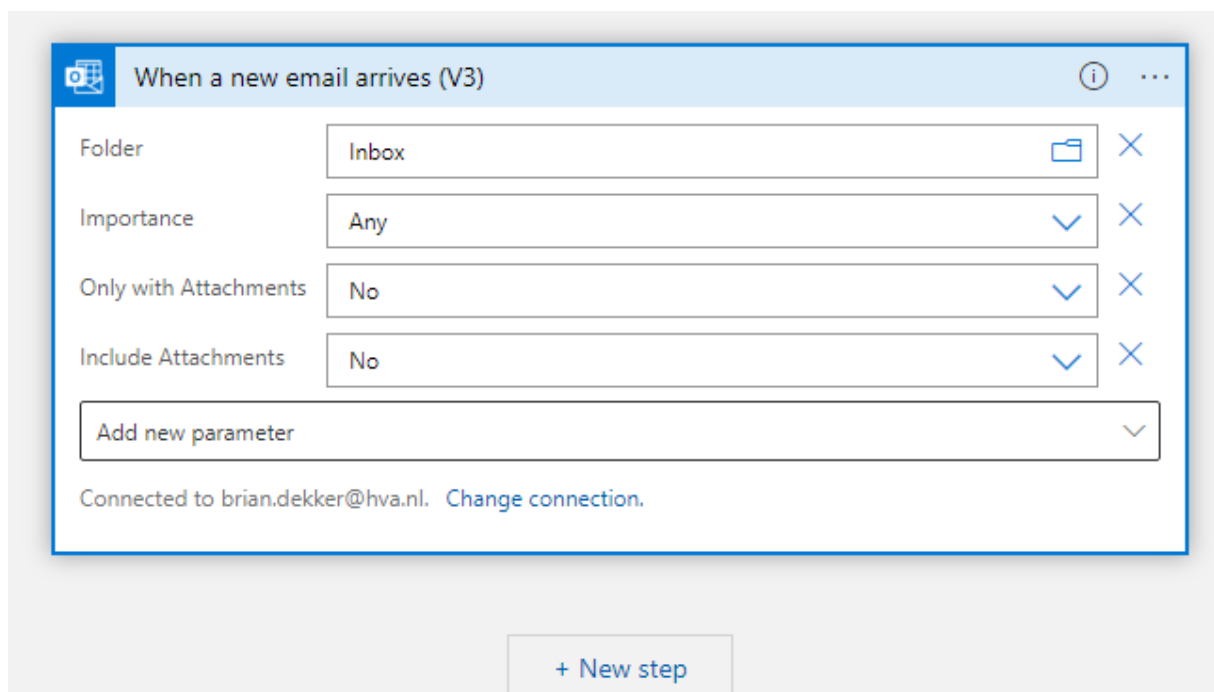 When a new email arrives (V3)
Folder
Inbox
Importance
Any
Only with Attachments
No
Include Attachments
No
Add new parameter
Connected to brian.dekker@hva.nl. Change connection.
+ New step